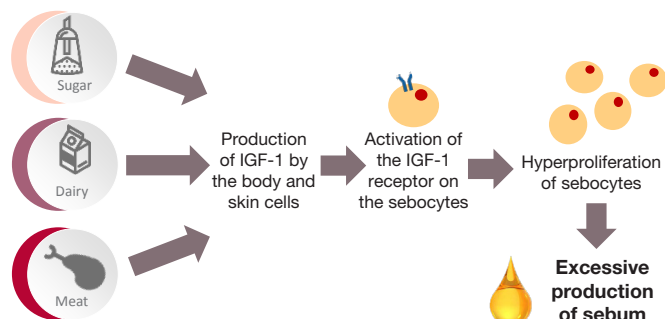 Sugar
Dairy
Meat
Production
of IGF-1 by
the body and
skin cells
Activation of
the IGF-1
receptor on
the sebocytes
Hyperproliferation
of sebocytes
Excessive
production
of sebum